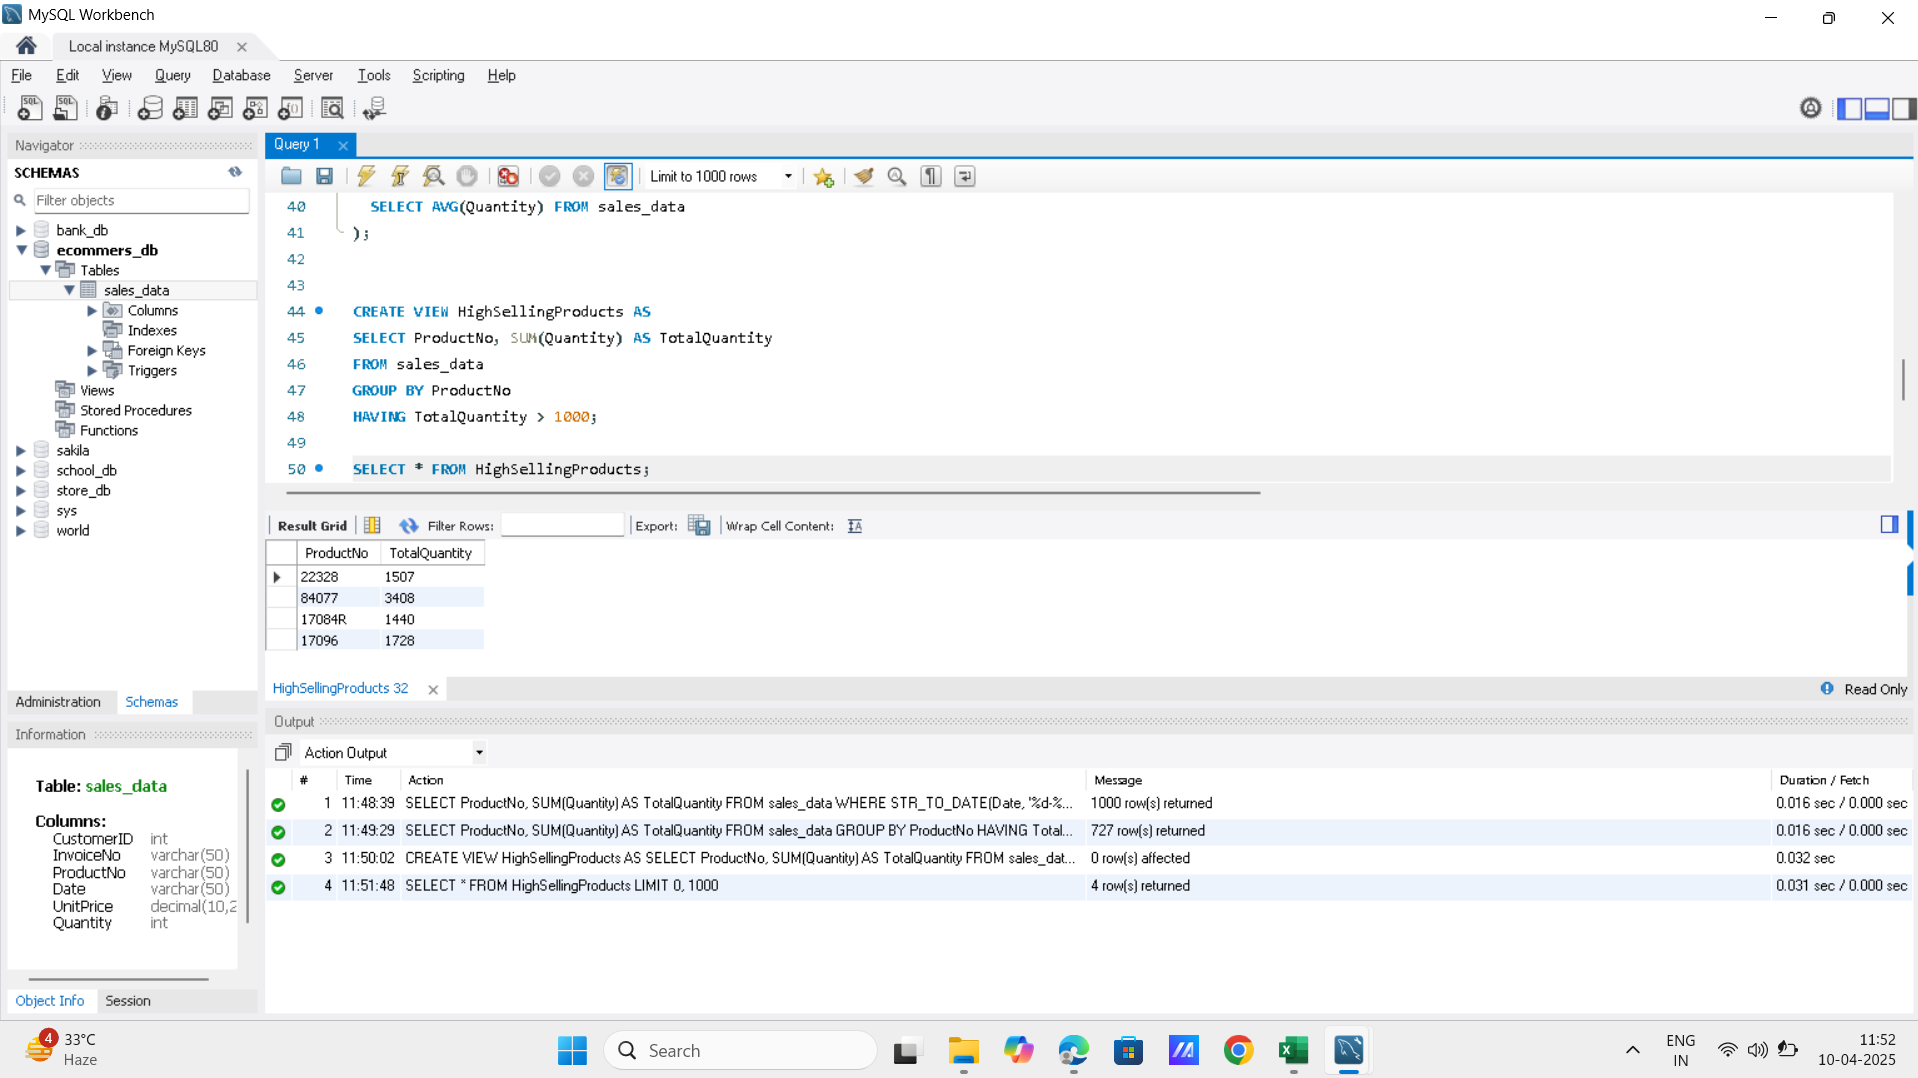 MySQL Workbench
Local instance MySQL80
File Edit View Query Database Server Tools Scripting Help
Navigator
SCHEMAS
Filter objects
bank_db
ecommers_db
Tables
sales_data
Columns
Indexes
Foreign Keys
Triggers
Views
Stored Procedures
Functions
sakila
school_db
store_db
sys
world
Administration Schemas
Information
Table: sales_data
Columns:
CustomerID int
InvoiceNo varchar(50)
ProductNo varchar(50)
Date varchar(50)
UnitPrice decimal(10,2
Quantity int
Object Info Session
Query 1
Limit to 1000 rows
40 SELECT AVG(Quantity) FROM sales_data
41 );
42
43
44 CREATE VIEW HighSellingProducts AS
45 SELECT ProductNo, SUM(Quantity) AS TotalQuantity
46 FROM sales_data
47 GROUP BY ProductNo
48 HAVING TotalQuantity > 1000;
49
50 SELECT * FROM HighSellingProducts;
Result Grid Filter Rows: Export: Wrap Cell Content:
ProductNo TotalQuantity
22328 1507
84077 3408
17084R 1440
17096 1728
HighSellingProducts 32 Read Only
Output
Action Output
# Time Action Message Duration / Fetch
1 11:48:39 SELECT ProductNo, SUM(Quantity) AS TotalQuantity FROM sales_data WHERE STR_TO_DATE(Date, '%d-%... 1000 row(s) returned 0.016 sec / 0.000 sec
2 11:49:29 SELECT ProductNo, SUM(Quantity) AS TotalQuantity FROM sales_data GROUP BY ProductNo HAVING Total... 727 row(s) returned 0.016 sec / 0.000 sec
3 11:50:02 CREATE VIEW HighSellingProducts AS SELECT ProductNo, SUM(Quantity) AS TotalQuantity FROM sales_dat... 0 row(s) affected 0.032 sec
4 11:51:48 SELECT * FROM HighSellingProducts LIMIT 0, 1000 4 row(s) returned 0.031 sec / 0.000 sec
4
33°C
Haze
Search
ENG
IN
11:52
10-04-2025